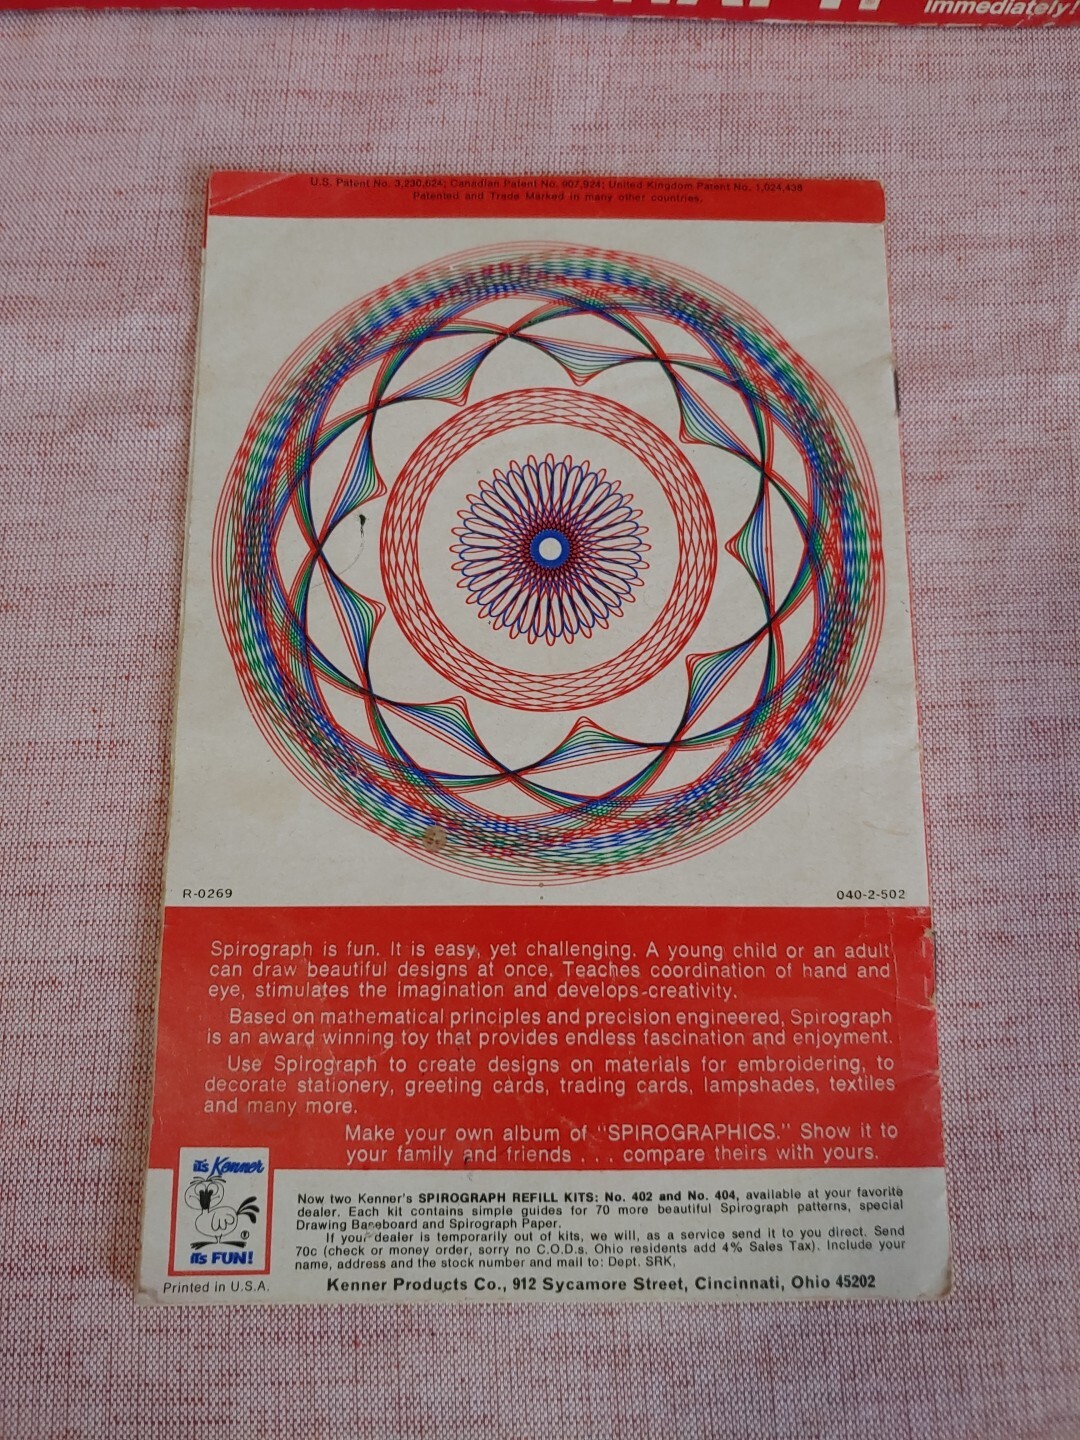 immediately!
U.S. Patent No. 3,230,624; Canadian Patent No. 907,924; United Kingdom Patent No. 1,024,438
Patented and Trade Marked in many other countries.
R-0269
040-2-502
Spirograph is fun. It is easy, yet challenging. A young child or an adult
can draw beautiful designs at once. Teaches coordination of hand and
eye, stimulates the imagination and develops creativity.
Based on mathematical principles and precision engineered, Spirograph
is an award winning toy that provides endless fascination and enjoyment.
Use Spirograph to create designs on materials for embroidering, to
decorate stationery, greeting cards, trading cards, lampshades, textiles
and many more.
Make your own album of "SPIROGRAPHICS." Show it to
your family and friends . . . compare theirs with yours.
it's Kenner
®
it's FUN!
Printed in U.S.A.
Now two Kenner's SPIROGRAPH REFILL KITS: No. 402 and No. 404, available at your favorite
dealer. Each kit contains simple guides for 70 more beautiful Spirograph patterns, special
Drawing Baseboard and Spirograph Paper.
If your dealer is temporarily out of kits, we will, as a service send it to you direct. Send
70c (check or money order, sorry no C.O.D.s. Ohio residents add 4% Sales Tax). Include your
name, address and the stock number and mail to: Dept. SRK,
Kenner Products Co., 912 Sycamore Street, Cincinnati, Ohio 45202